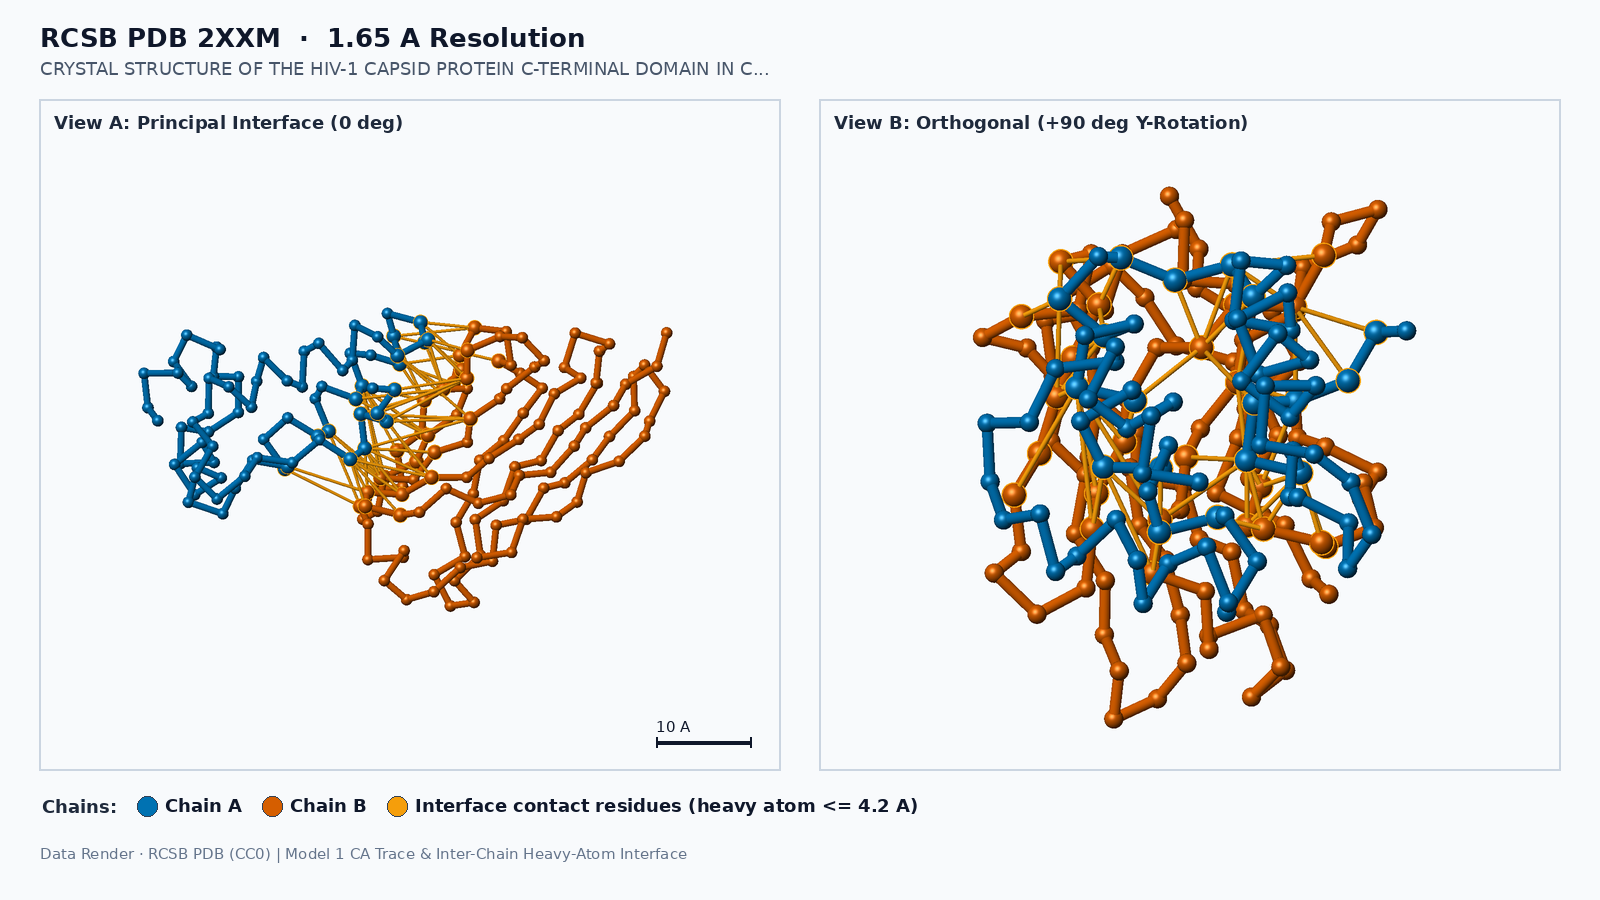 RCSB PDB 2XXM · 1.65 A Resolution
CRYSTAL STRUCTURE OF THE HIV-1 CAPSID PROTEIN C-TERMINAL DOMAIN IN C...
View A: Principal Interface (0 deg)
View B: Orthogonal (+90 deg Y-Rotation)
10 A
Chains: Chain A Chain B Interface contact residues (heavy atom <= 4.2 A)
Data Render · RCSB PDB (CC0) | Model 1 CA Trace & Inter-Chain Heavy-Atom Interface